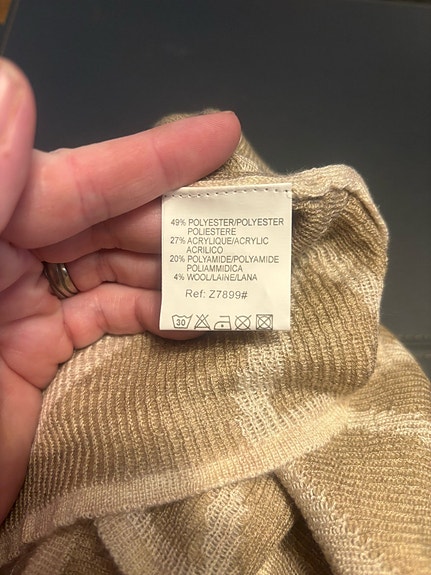 49% POLYESTER/POLYESTER
POLIESTERE
27% ACRYLIQUE/ACRYLIC
ACRILICO
20% POLYAMIDE/POLYAMIDE
POLIAMMIDICA
4% WOOL/LAINE/LANA
Ref: Z7899#
30